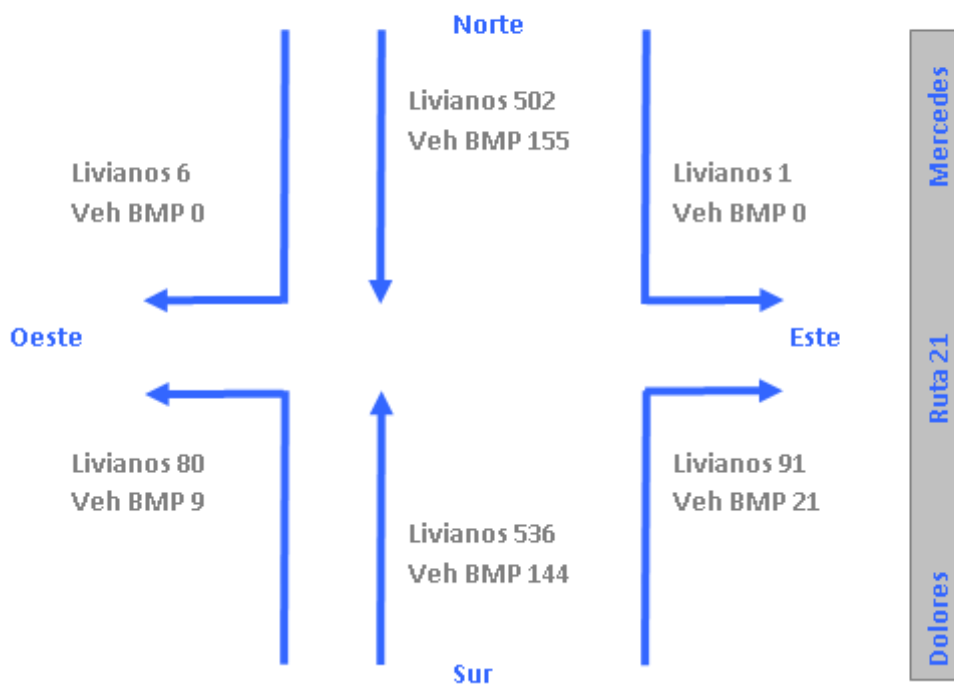 Norte
Livianos 502
Veh BMP 155
Livianos 6
Veh BMP 0
Livianos 1
Veh BMP 0
Oeste
Este
Livianos 80
Veh BMP 9
Livianos 91
Veh BMP 21
Livianos 536
Veh BMP 144
Sur
Mercedes
Ruta 21
Dolores